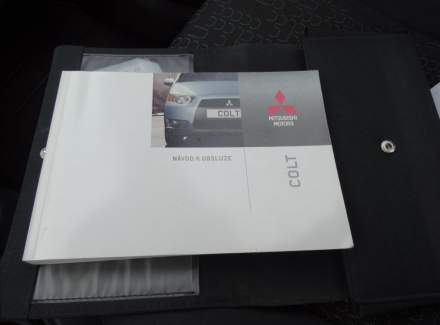 COLT
MITSUBISHI
MOTORS
NÁVOD K OBSLUZE
COLT